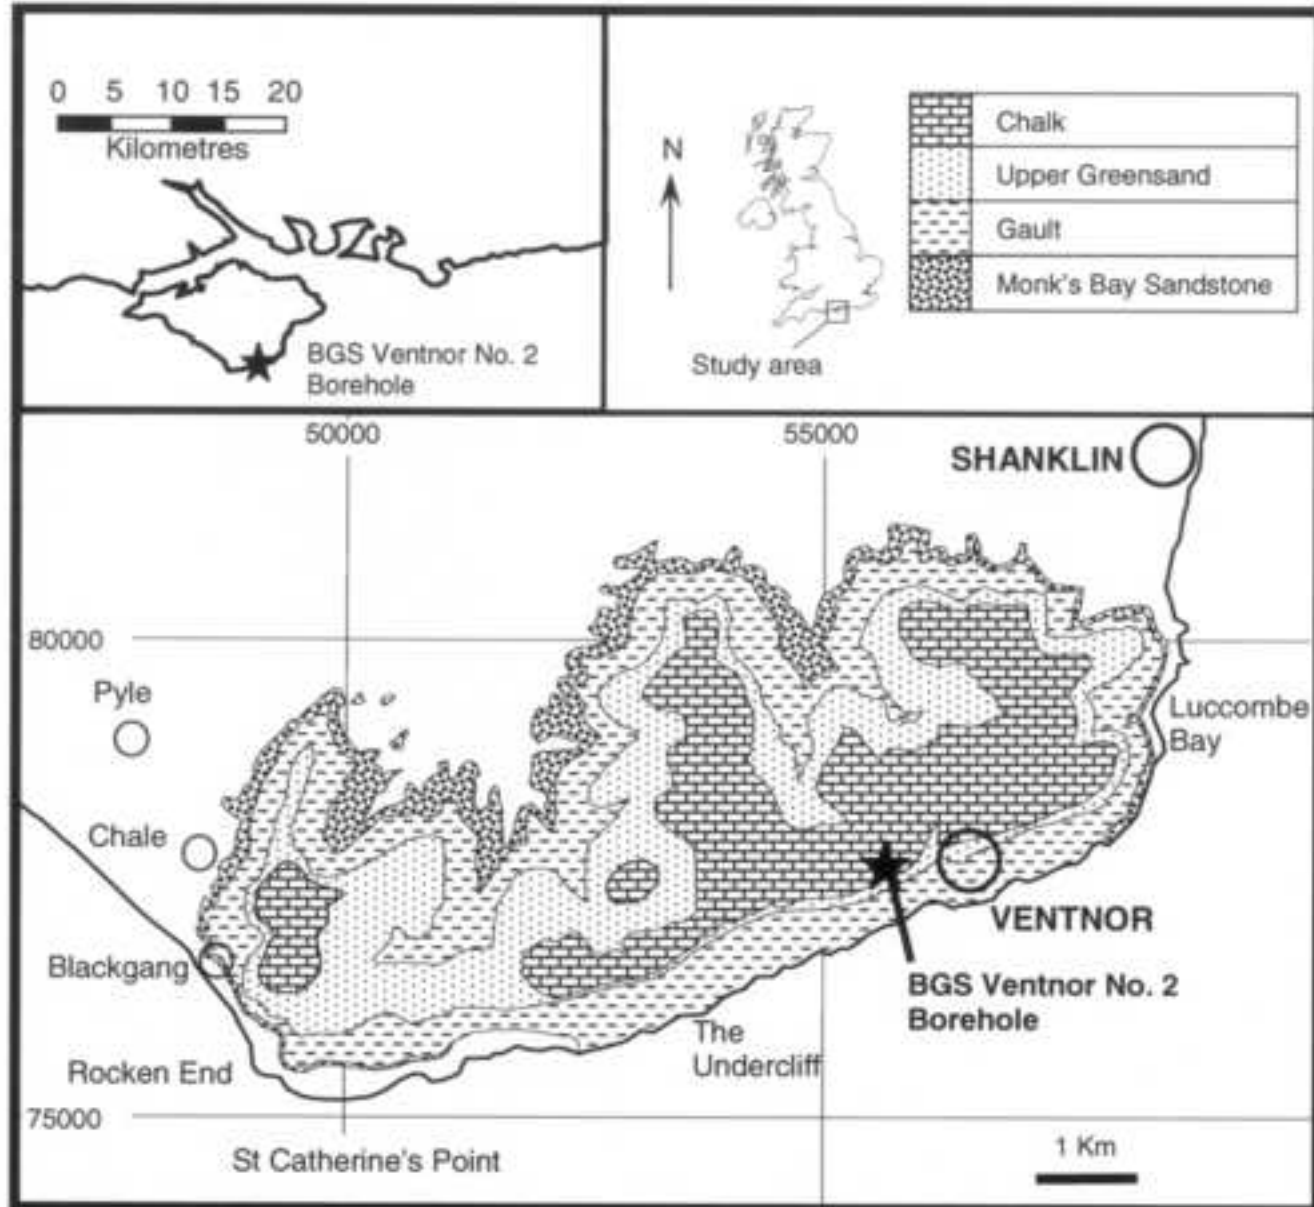 0 5 10 15 20
Kilometres
BGS Ventnor No. 2
Borehole
N
Study area
Chalk
Upper Greensand
Gault
Monk's Bay Sandstone
50000
55000
SHANKLIN
80000
Pyle
Luccombe
Bay
Chale
VENTNOR
Blackgang
BGS Ventnor No. 2
Borehole
The
Undercliff
Rocken End
75000
St Catherine's Point
1 Km